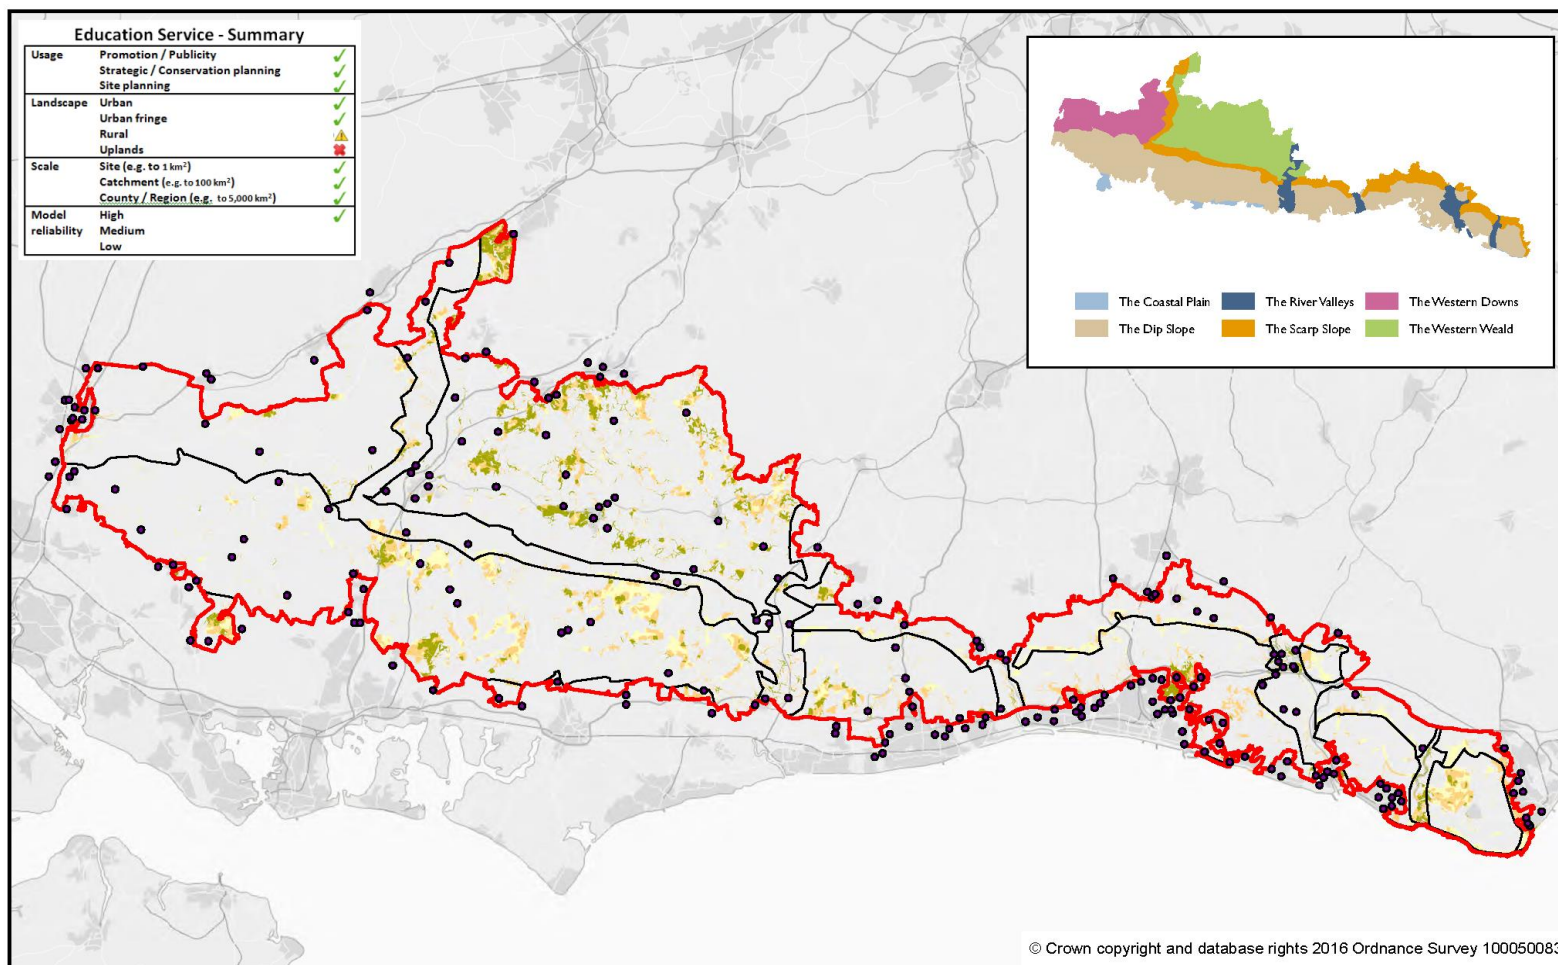 Education Service - Summary
Usage Promotion / Publicity ✓
Strategic / Conservation planning ✓
Site planning ✓
Landscape Urban ✓
Urban fringe ✓
Rural ⚠
Uplands ✖
Scale Site (e.g. to 1 km²) ✓
Catchment (e.g. to 100 km²) ✓
County / Region (e.g. to 5,000 km²) ✓
Model reliability High ✓
Medium
Low
The Coastal Plain The River Valleys The Western Downs
The Dip Slope The Scarp Slope The Western Weald
© Crown copyright and database rights 2016 Ordnance Survey 100050083